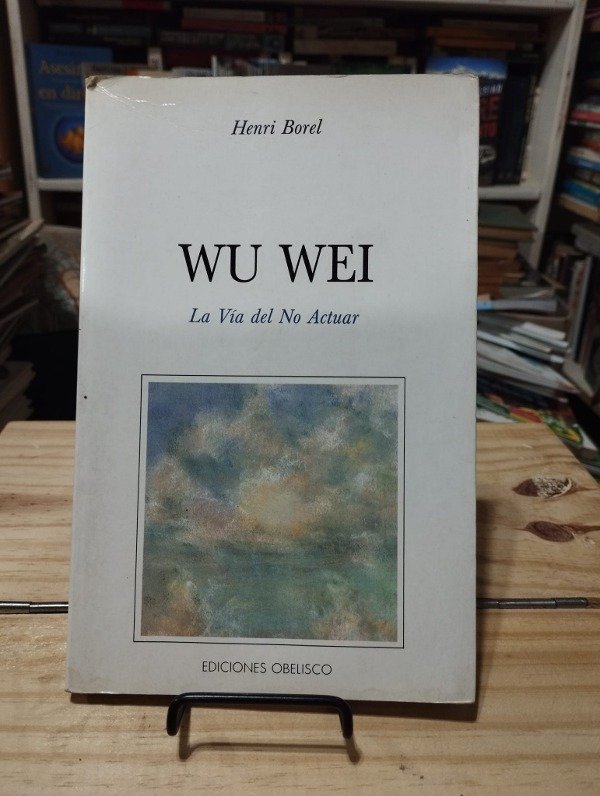 Henri Borel
WU WEI
La Vía del No Actuar
EDICIONES OBELISCO